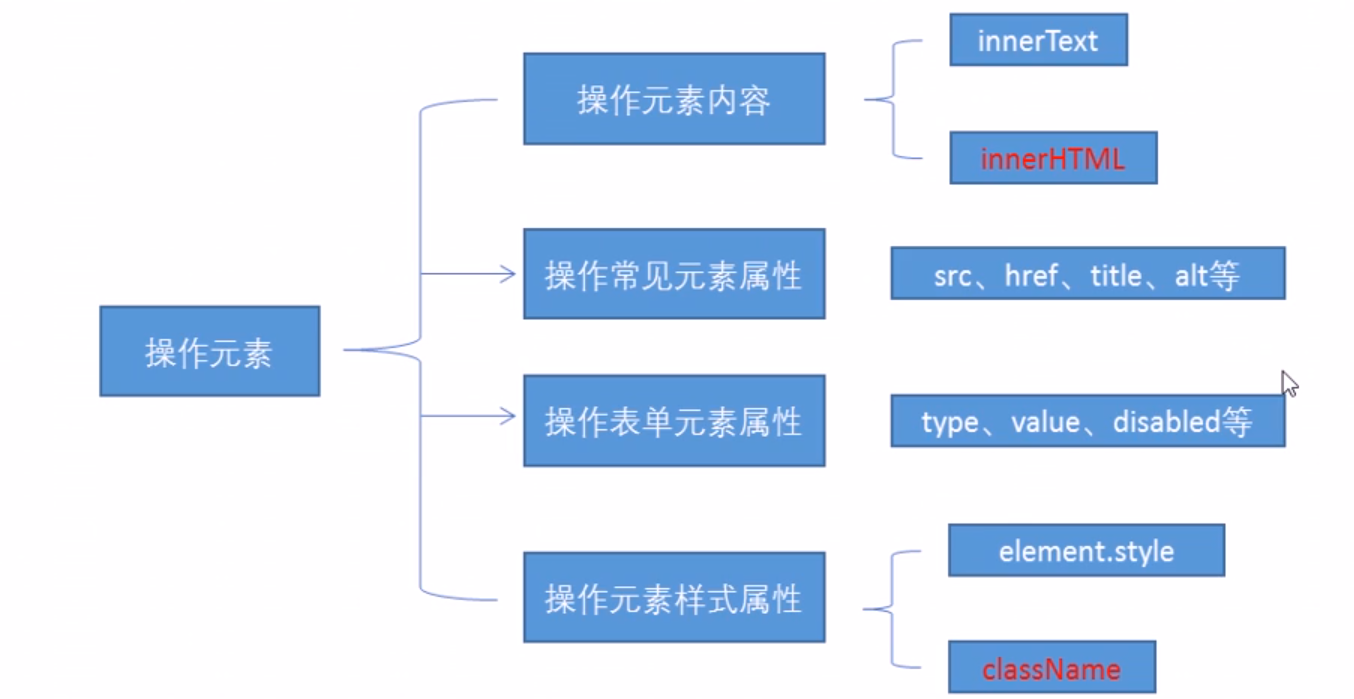 innerText
操作元素内容
innerHTML
操作常见元素属性
src、href、title、alt等
操作元素
操作表单元素属性
type、value、disabled等
element.style
操作元素样式属性
className